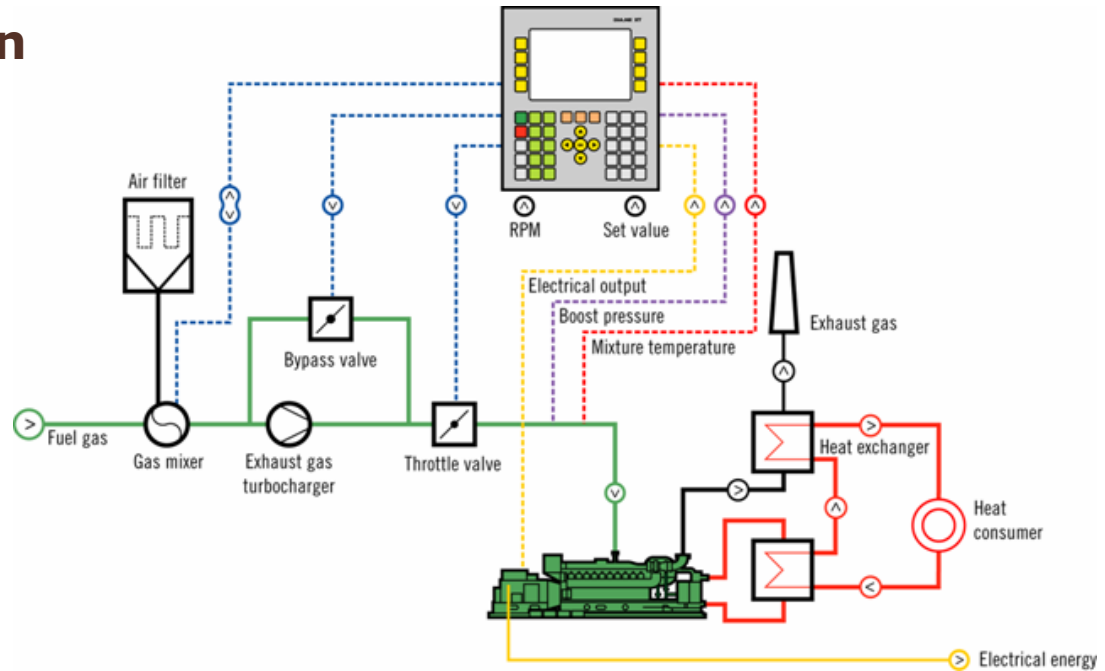 n
Air filter
RPM
Set value
Electrical output
Boost pressure
Mixture temperature
Bypass valve
Exhaust gas
Fuel gas
Gas mixer
Exhaust gas
turbocharger
Throttle valve
Heat exchanger
Heat
consumer
Electrical energy